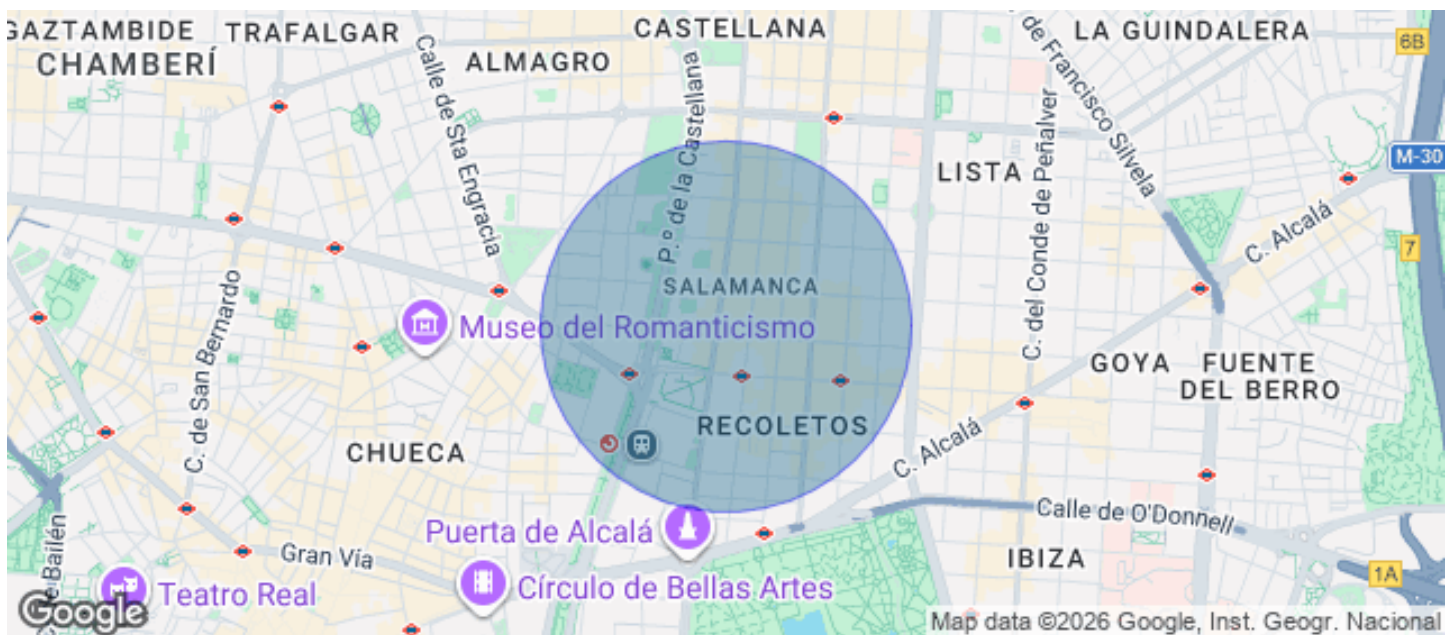 GAZTAMBIDE
TRAFALGAR
CASTELLANA
LA GUINDALERA
6B
CHAMBERÍ
ALMAGRO
Calle de Sta Engracia
P.º de la Castellana
de Francisco Silvela
C. del Conde de Peñalver
LISTA
M-30
C. Alcalá
7
SALAMANCA
C. de San Bernardo
Museo del Romanticismo
GOYA
FUENTE
DEL BERRO
RECOLETOS
CHUECA
C. Alcalá
Calle de O'Donnell
Puerta de Alcalá
Gran Vía
IBIZA
Bailén
Teatro Real
Círculo de Bellas Artes
1A
Google
Map data ©2026 Google, Inst. Geogr. Nacional